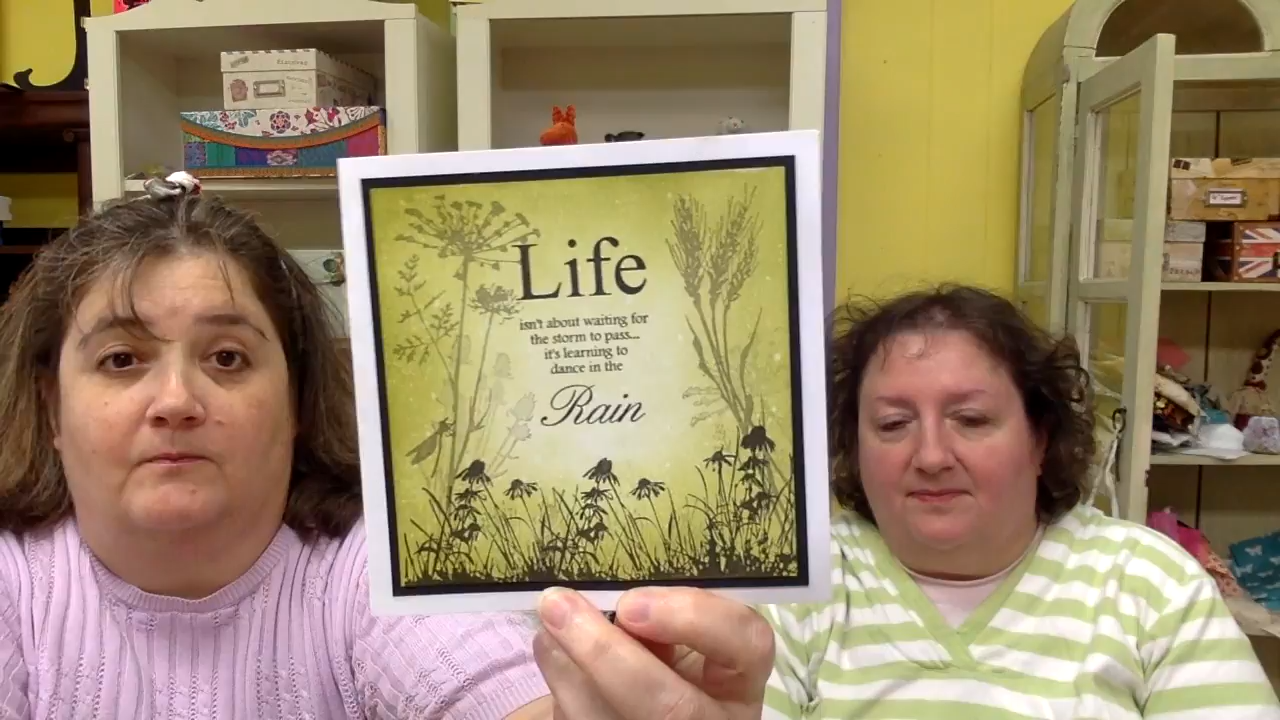 Life
isn't about waiting for
the storm to pass...
it's learning to
dance in the
Rain